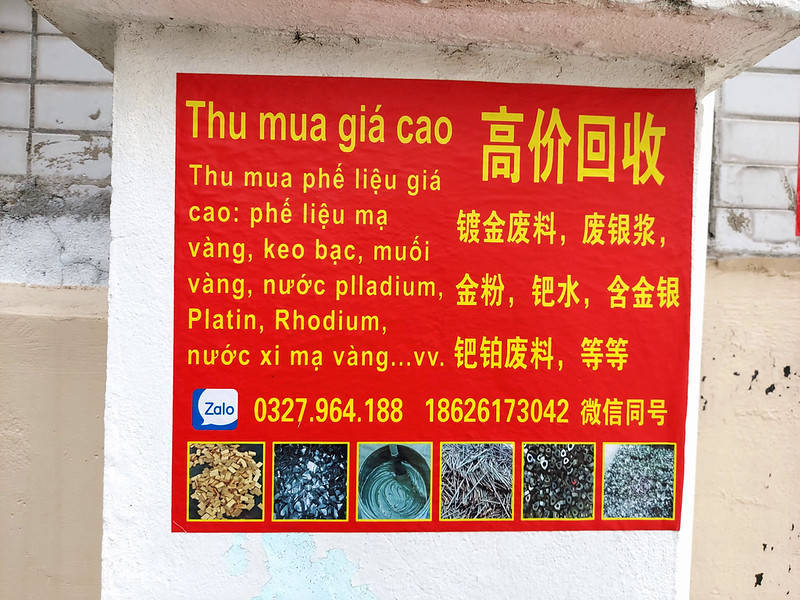 Thu mua giá cao
Thu mua phế liệu giá
cao: phế liệu mạ
vàng, keo bạc, muối
vàng, nước plladium,
Platin, Rhodium,
nước xi mạ vàng...vv.
高价回收
镀金废料，废银浆，
金粉，钯水，含金银
钯铂废料，等等
Zalo 0327.964.188 18626173042 微信同号